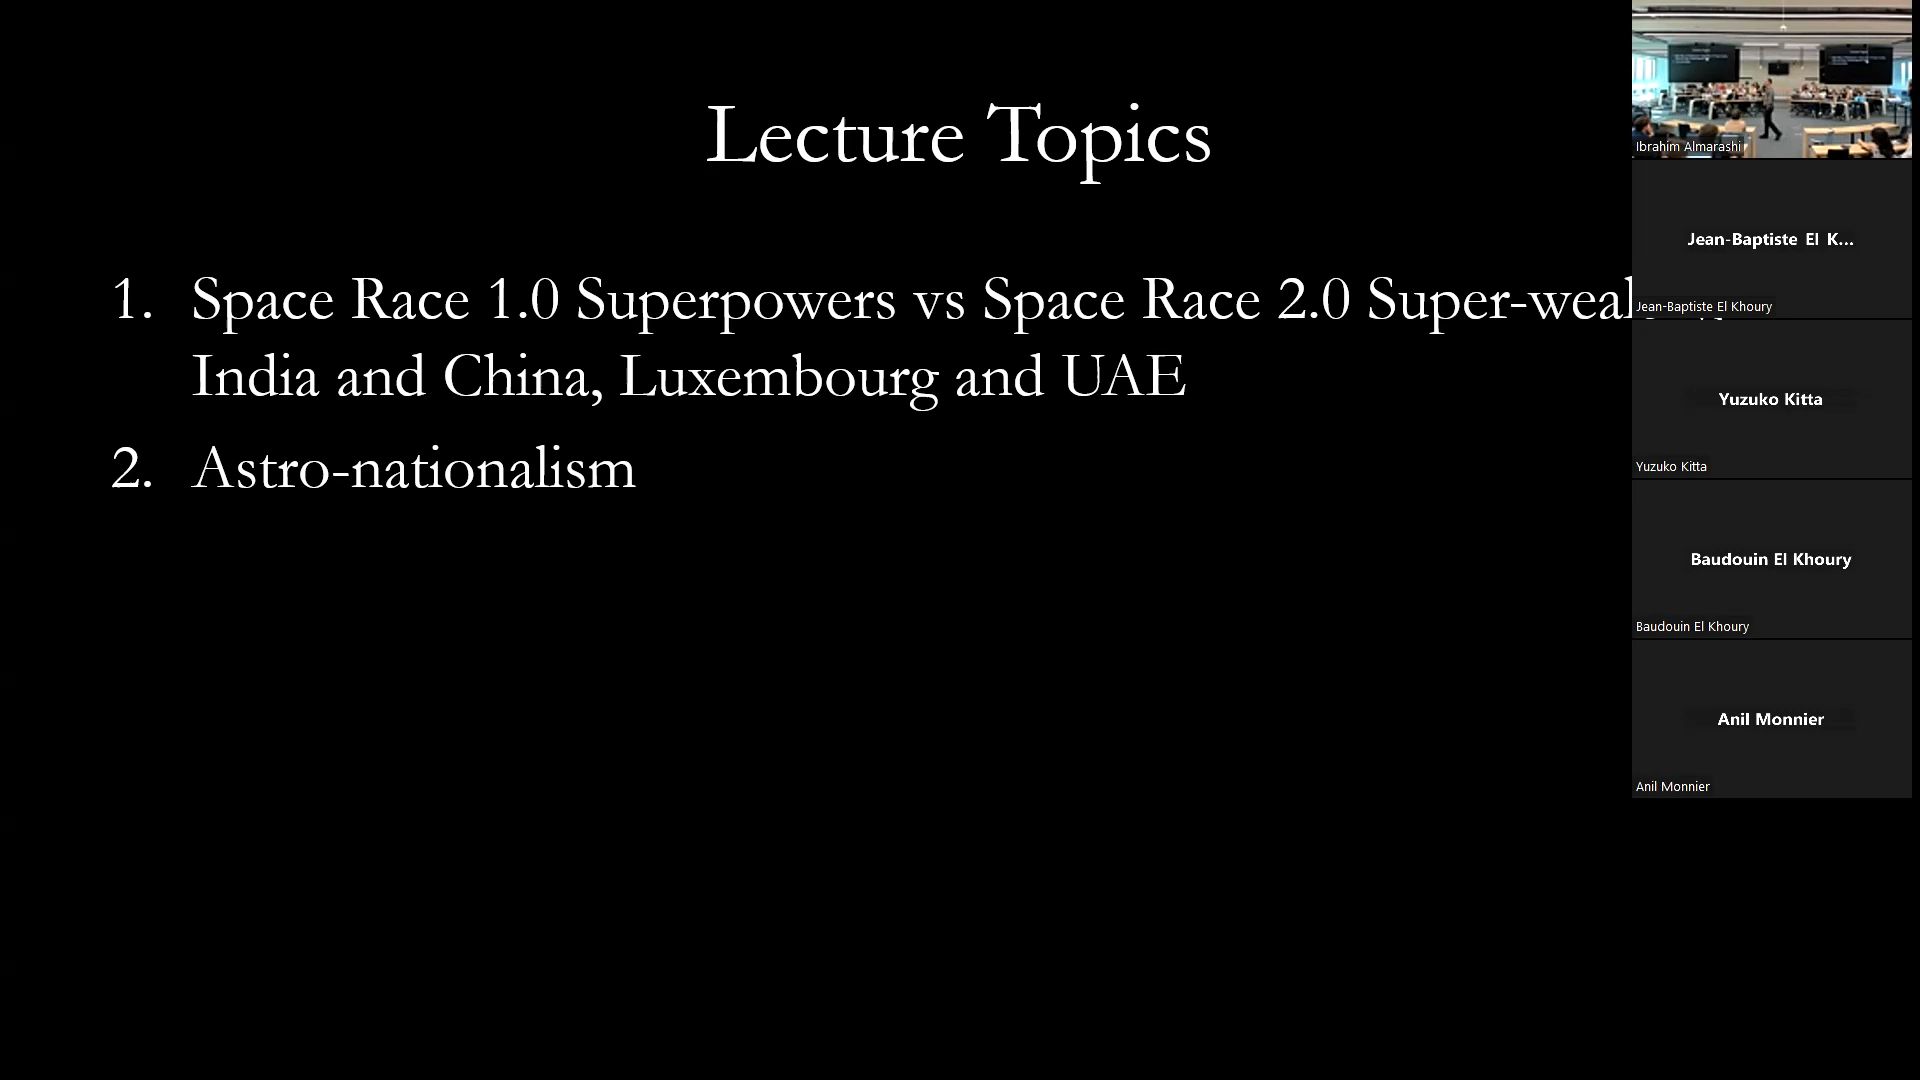 Lecture Topics
1. Space Race 1.0 Superpowers vs Space Race 2.0
India and China, Luxembourg and UAE
2. Astro-nationalism
Ibrahim Almarashi
Jean-Baptiste El K...
Jean-Baptiste El Khoury
Yuzuko Kitta
Yuzuko Kitta
Baudouin El Khoury
Baudouin El Khoury
Anil Monnier
Anil Monnier